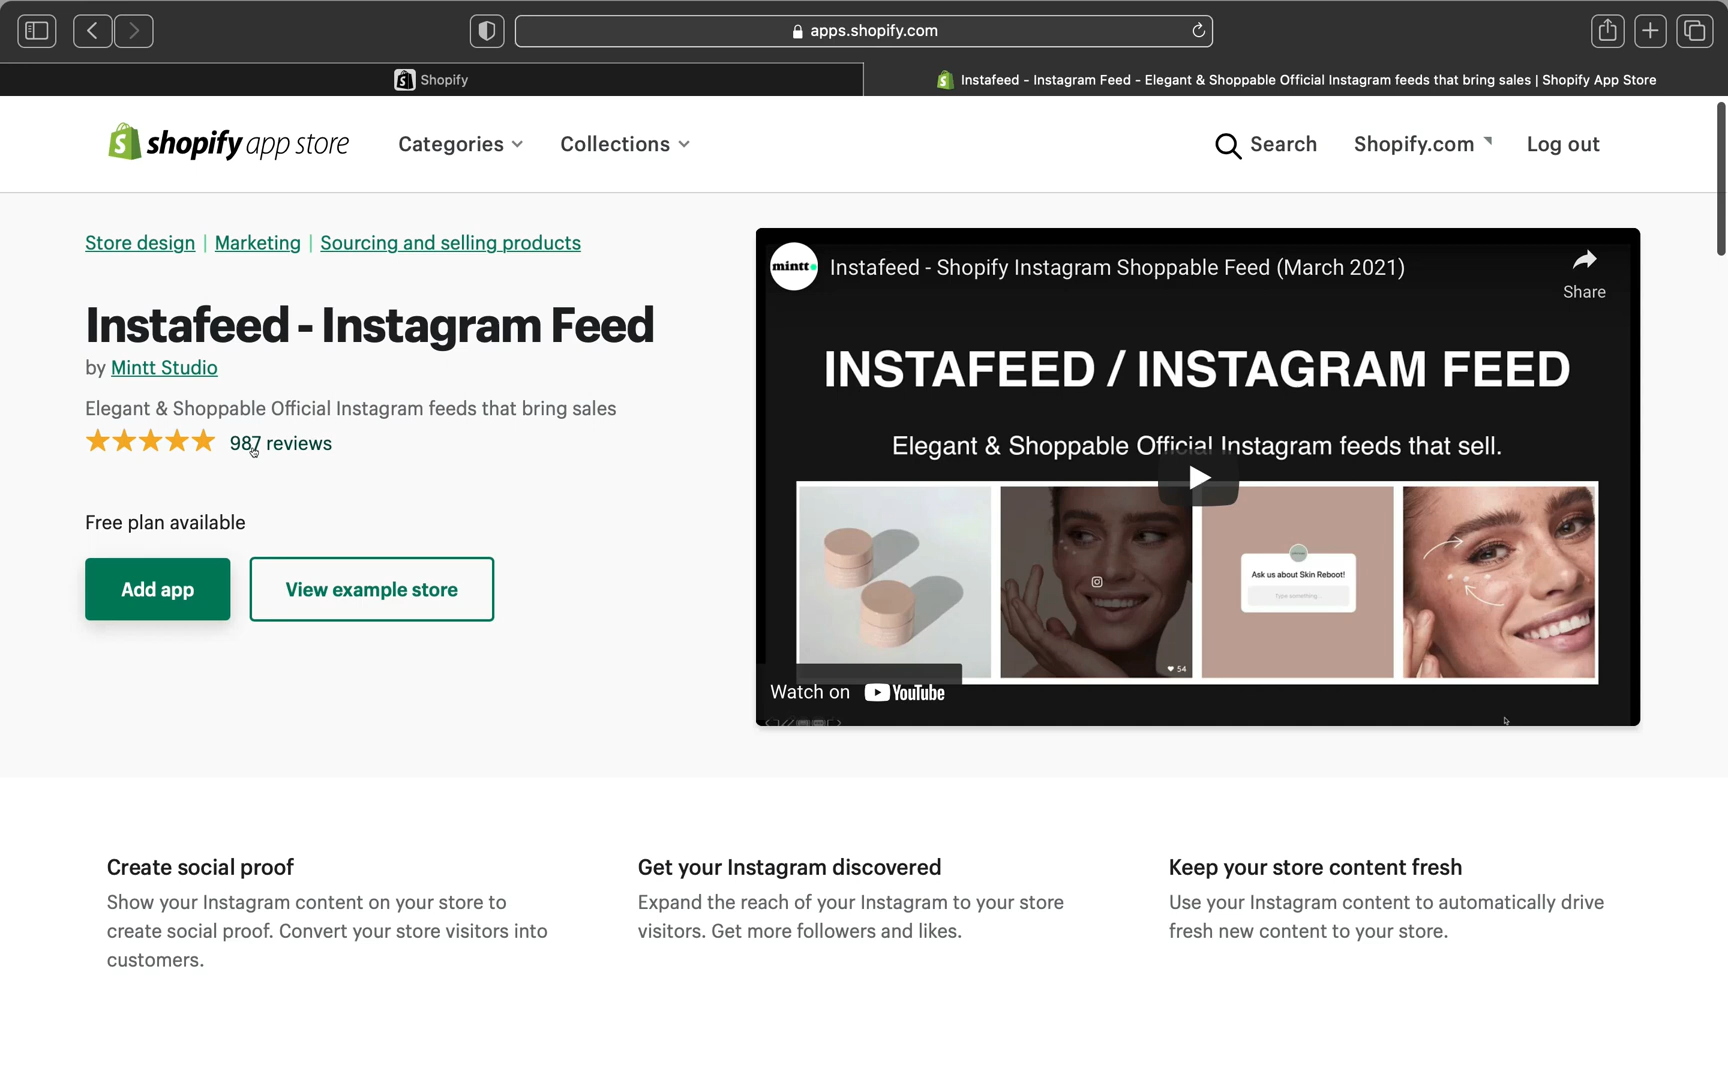 apps.shopify.com
Shopify
Instafeed - Instagram Feed - Elegant & Shoppable Official Instagram feeds that bring sales | Shopify App Store
shopify app store
Categories
Collections
Search
Shopify.com
Log out
Store design | Marketing | Sourcing and selling products
Instafeed - Instagram Feed
by Mintt Studio
Elegant & Shoppable Official Instagram feeds that bring sales
987 reviews
Free plan available
Add app
View example store
mintt
Instafeed - Shopify Instagram Shoppable Feed (March 2021)
Share
INSTAFEED / INSTAGRAM FEED
Elegant & Shoppable Official Instagram feeds that sell.
Ask us about Skin Reboot!
Type something...
54
Watch on YouTube
Create social proof
Show your Instagram content on your store to
create social proof. Convert your store visitors into
customers.
Get your Instagram discovered
Expand the reach of your Instagram to your store
visitors. Get more followers and likes.
Keep your store content fresh
Use your Instagram content to automatically drive
fresh new content to your store.